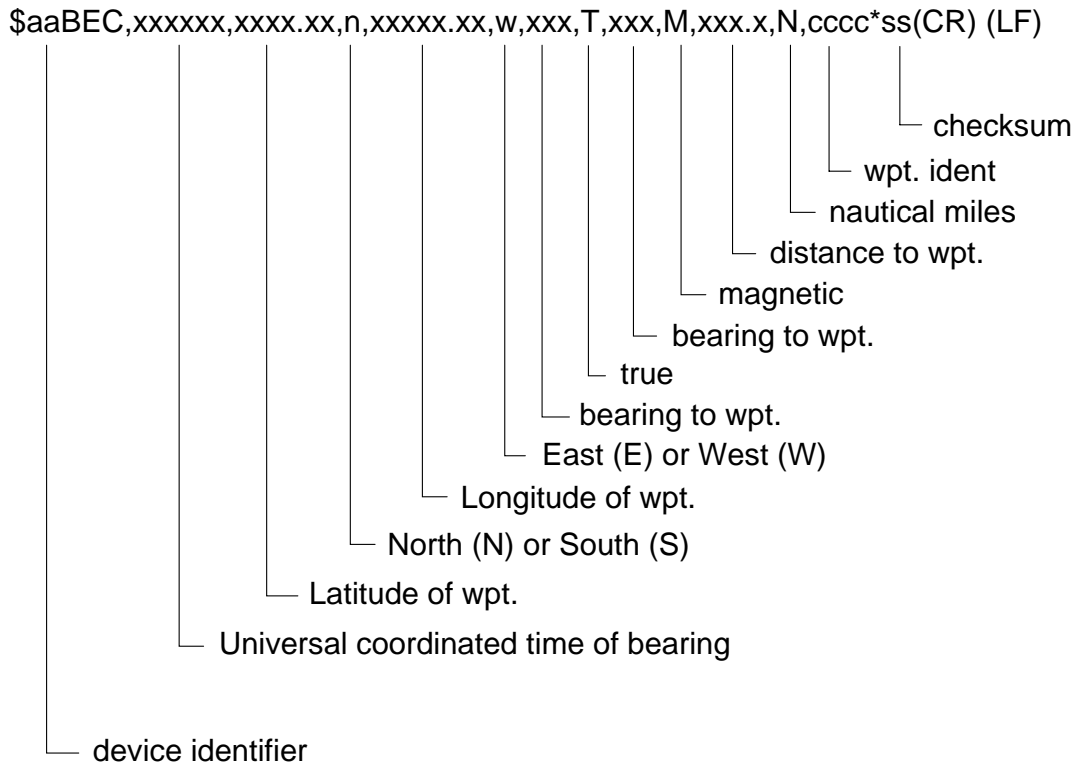 $aaBEC,xxxxxx,xxxx.xx,n,xxxxx.xx,w,xxx,T,xxx,M,xxx.x,N,cccc*ss(CR) (LF)
checksum
wpt. ident
nautical miles
distance to wpt.
magnetic
bearing to wpt.
true
bearing to wpt.
East (E) or West (W)
Longitude of wpt.
North (N) or South (S)
Latitude of wpt.
Universal coordinated time of bearing
device identifier